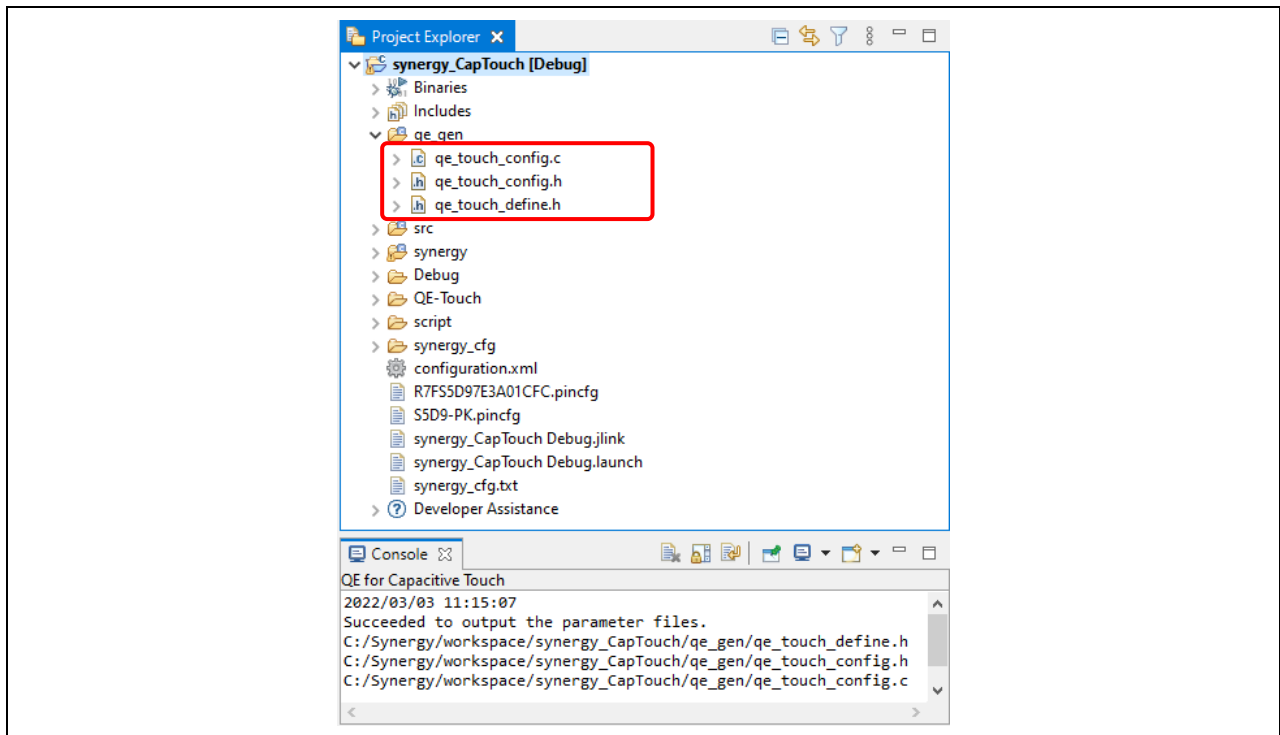 Project Explorer
synergy_CapTouch [Debug]
Binaries
Includes
qe_gen
qe_touch_config.c
qe_touch_config.h
qe_touch_define.h
src
synergy
Debug
QE-Touch
script
synergy_cfg
configuration.xml
R7FS5D97E3A01CFC.pincfg
S5D9-PK.pincfg
synergy_CapTouch Debug.jlink
synergy_CapTouch Debug.launch
synergy_cfg.txt
Developer Assistance
Console
QE for Capacitive Touch
2022/03/03 11:15:07
Succeeded to output the parameter files.
C:/Synergy/workspace/synergy_CapTouch/qe_gen/qe_touch_define.h
C:/Synergy/workspace/synergy_CapTouch/qe_gen/qe_touch_config.h
C:/Synergy/workspace/synergy_CapTouch/qe_gen/qe_touch_config.c